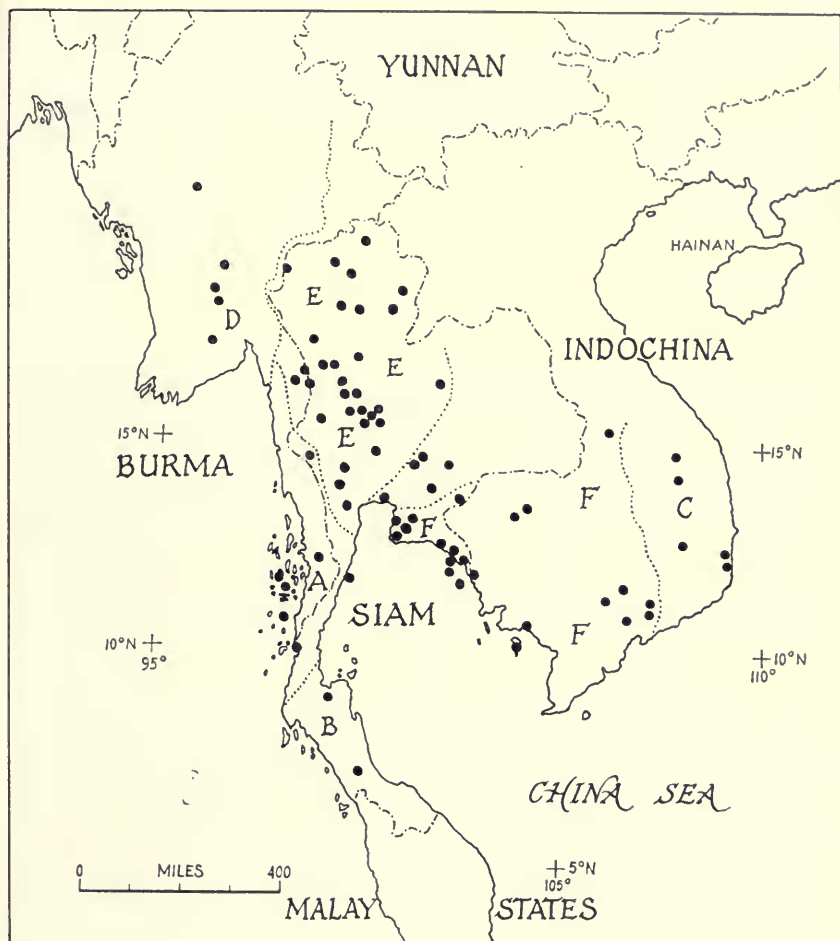 YUNNAN
HAINAN
E
D
E
INDOCHINA
15°N
E
15°N
BURMA
F
C
F
A
SIAM
F
10°N
95°
10°N
110°
B
CHINA SEA
0 MILES 400
5°N
105°
MALAY STATES